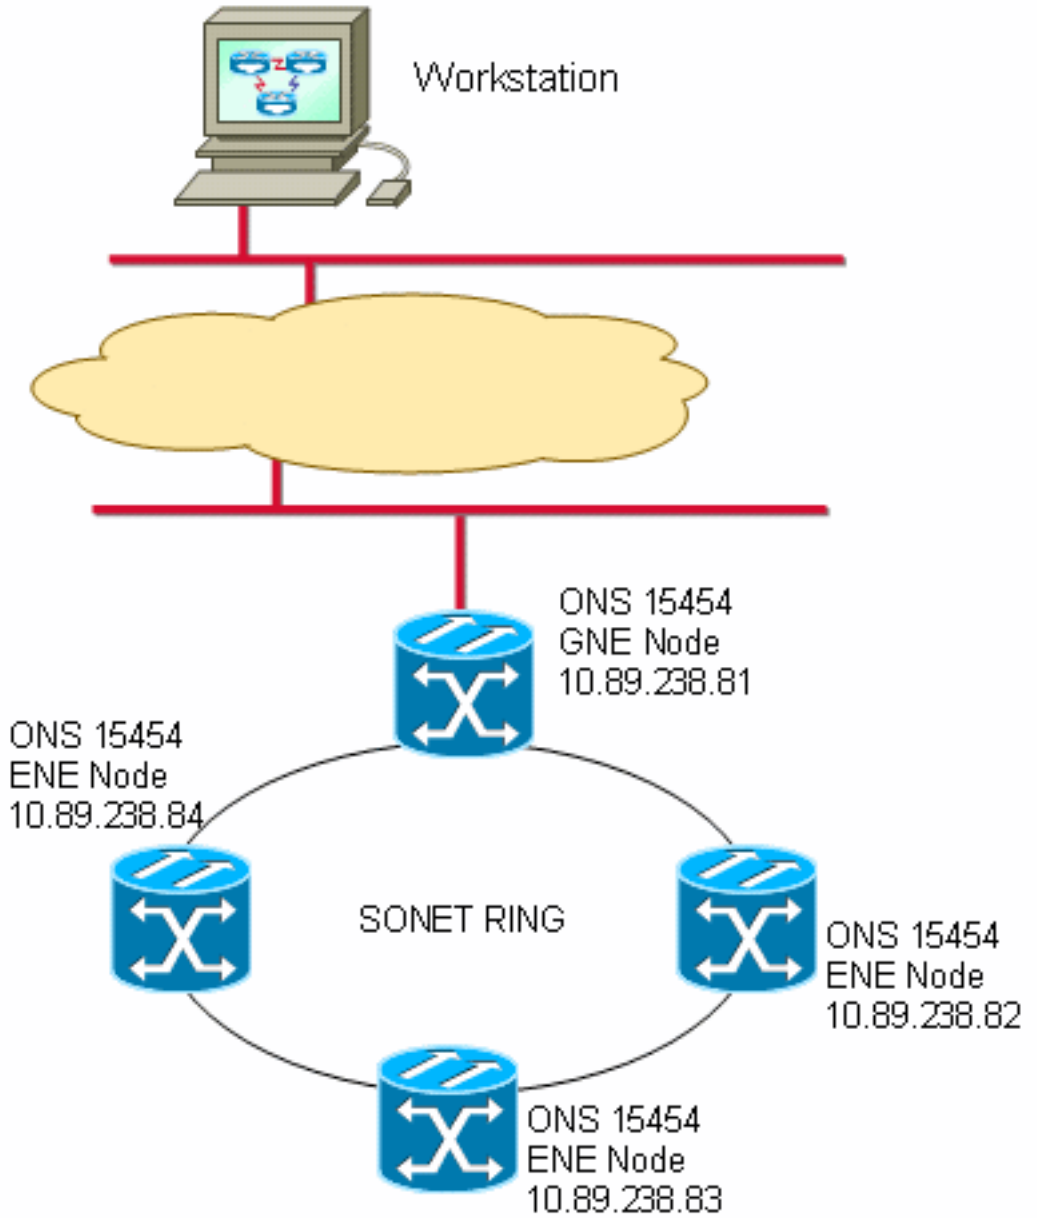 Workstation
ONS 15454
GNE Node
10.89.238.81
ONS 15454
ENE Node
10.89.238.84
SONET RING
ONS 15454
ENE Node
10.89.238.82
ONS 15454
ENE Node
10.89.238.83